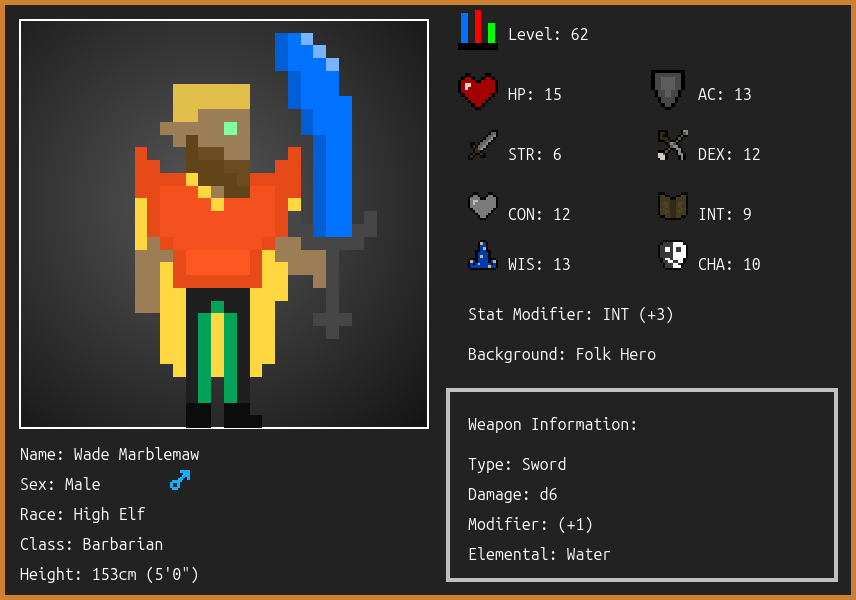 Level: 62
HP: 15
AC: 13
STR: 6
DEX: 12
CON: 12
INT: 9
WIS: 13
CHA: 10
Stat Modifier: INT (+3)
Background: Folk Hero
Weapon Information:
Type: Sword
Damage: d6
Modifier: (+1)
Elemental: Water
Name: Wade Marblemaw
Sex: Male
Race: High Elf
Class: Barbarian
Height: 153cm (5'0")